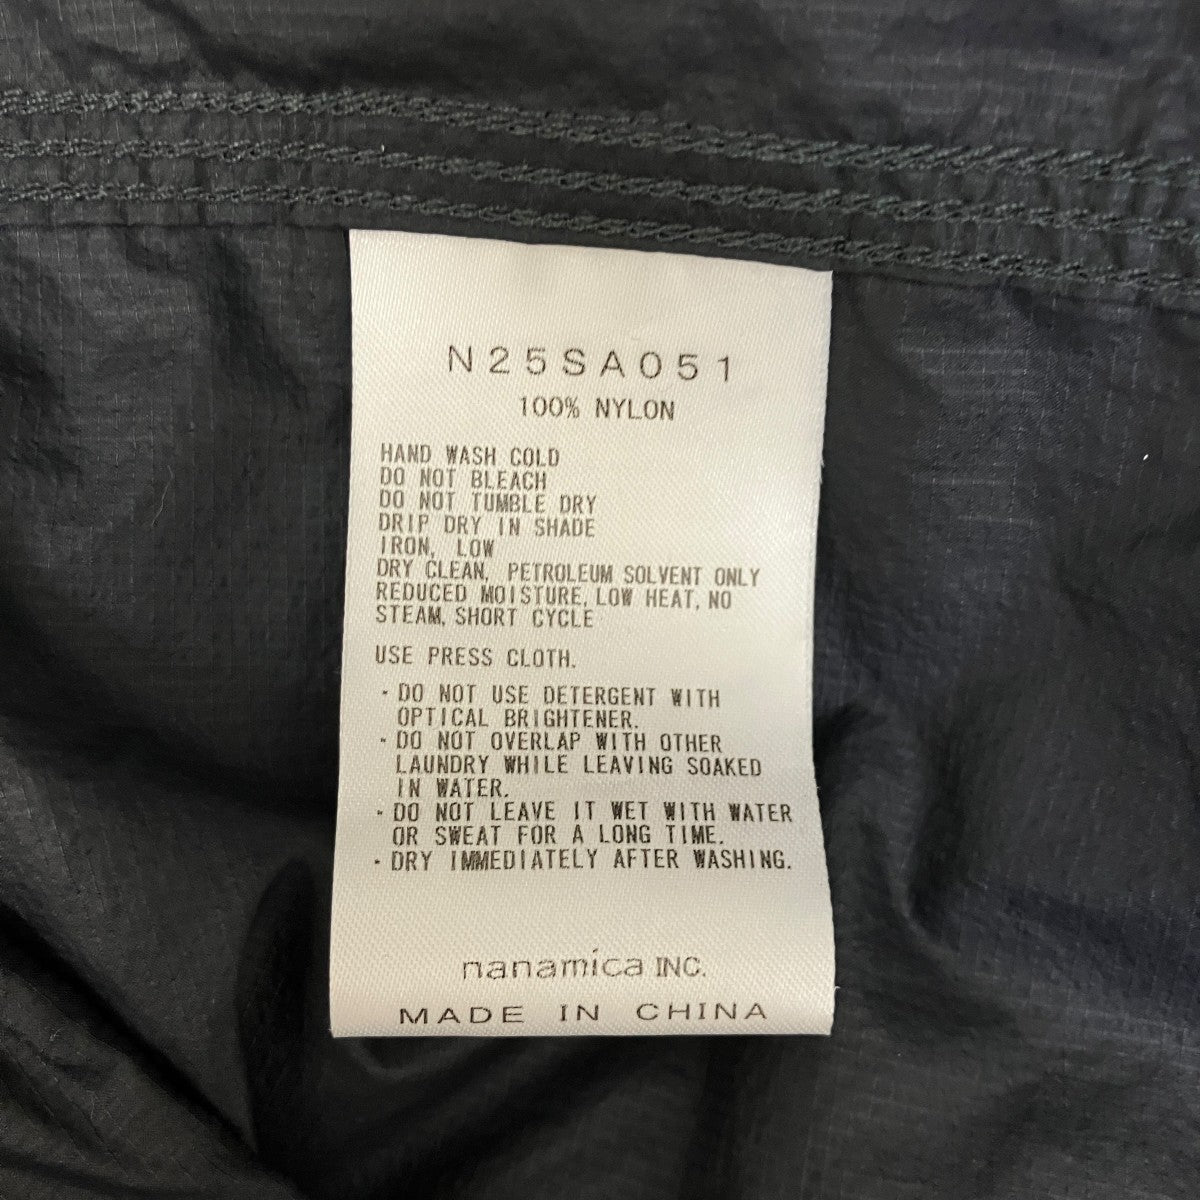 N25SA051
100% NYLON
HAND WASH COLD
DO NOT BLEACH
DO NOT TUMBLE DRY
DRIP DRY IN SHADE
IRON, LOW
DRY CLEAN, PETROLEUM SOLVENT ONLY
REDUCED MOISTURE, LOW HEAT, NO
STEAM, SHORT CYCLE
USE PRESS CLOTH.
・DO NOT USE DETERGENT WITH
OPTICAL BRIGHTENER.
・DO NOT OVERLAP WITH OTHER
LAUNDRY WHILE LEAVING SOAKED
IN WATER.
・DO NOT LEAVE IT WET WITH WATER
OR SWEAT FOR A LONG TIME.
・DRY IMMEDIATELY AFTER WASHING.
nanamica INC.
MADE IN CHINA